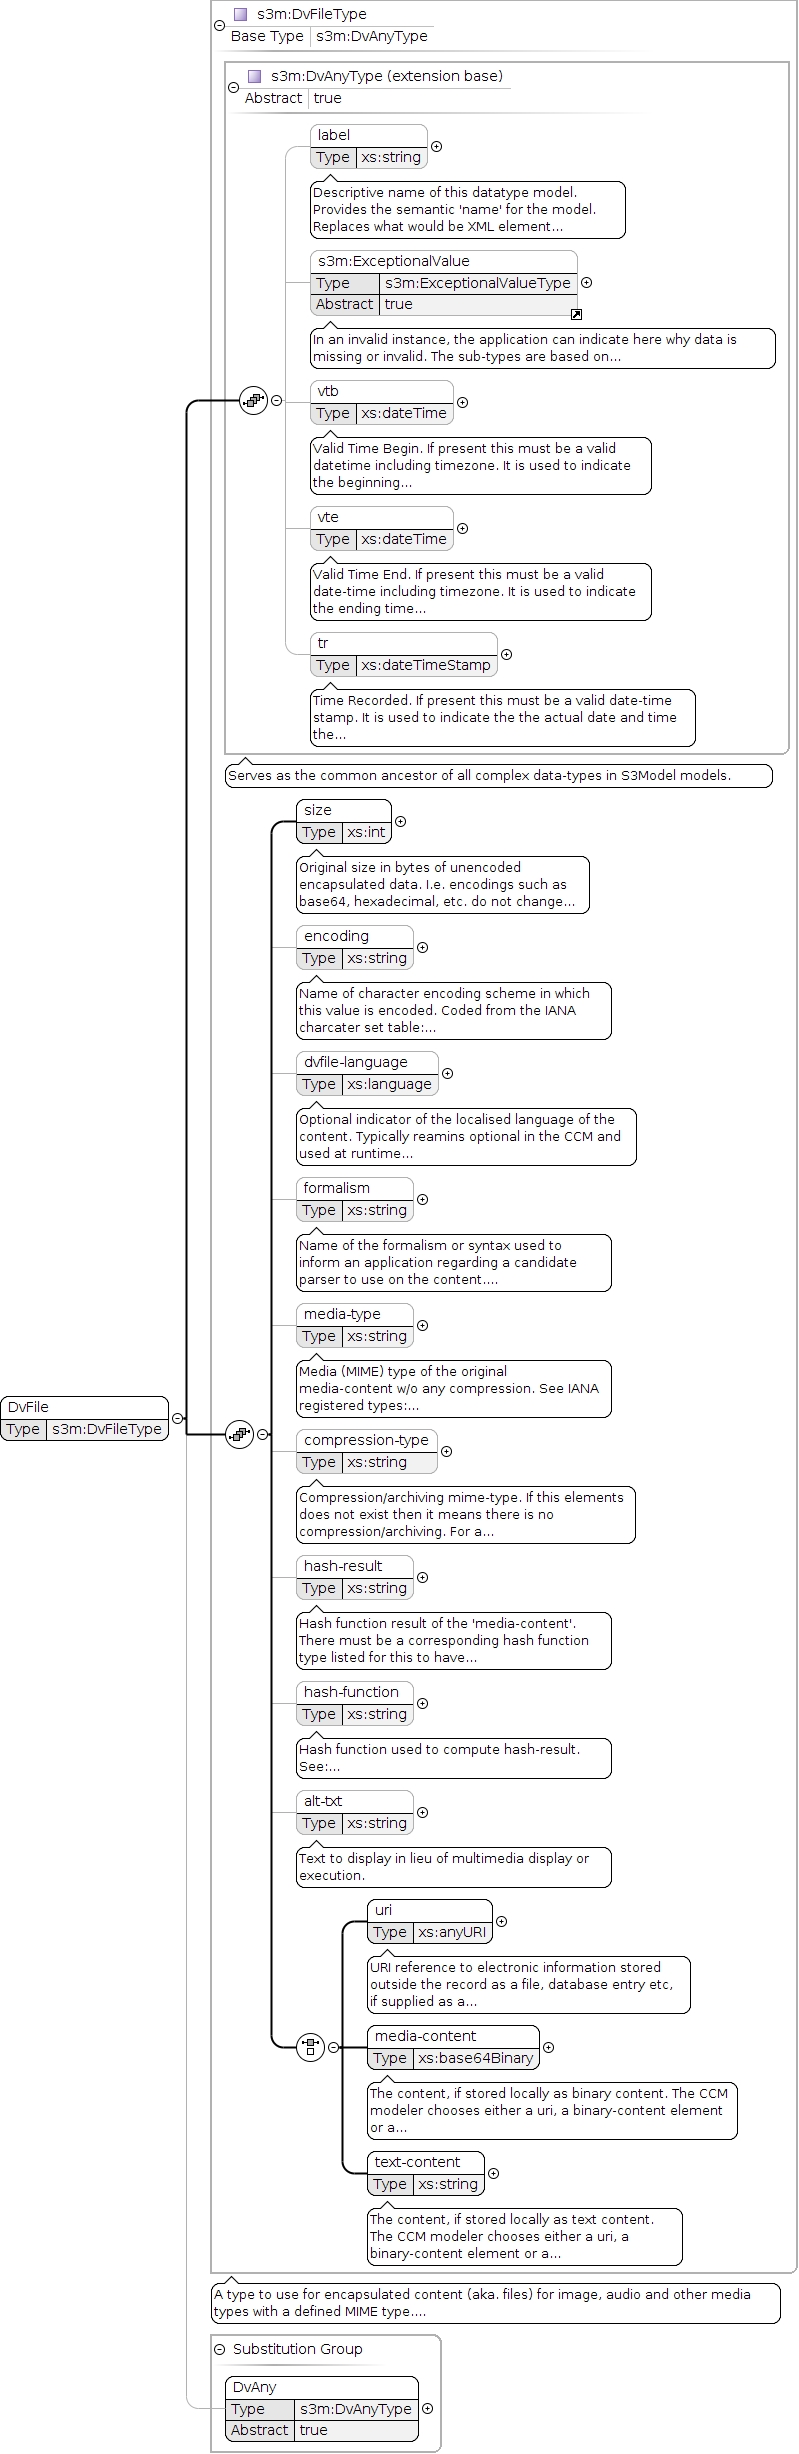 s3m:DvFileType
Base Type s3m:DvAnyType
s3m:DvAnyType (extension base)
Abstract true
label
Type xs:string
Descriptive name of this datatype model.
Provides the semantic 'name' for the model.
Replaces what would be XML element...
s3m:ExceptionalValue
Type s3m:ExceptionalValueType
Abstract true
In an invalid instance, the application can indicate here why data is
missing or invalid. The sub-types are based on...
vtb
Type xs:dateTime
Valid Time Begin. If present this must be a valid
datetime including timezone. It is used to indicate
the beginning...
vte
Type xs:dateTime
Valid Time End. If present this must be a valid
date-time including timezone. It is used to indicate
the ending time...
tr
Type xs:dateTimeStamp
Time Recorded. If present this must be a valid date-time
stamp. It is used to indicate the the actual date and time
the...
Serves as the common ancestor of all complex data-types in S3Model models.
size
Type xs:int
Original size in bytes of unencoded
encapsulated data. I.e. encodings such as
base64, hexadecimal, etc. do not change...
encoding
Type xs:string
Name of character encoding scheme in which
this value is encoded. Coded from the IANA
charcater set table:...
dvfile-language
Type xs:language
Optional indicator of the localised language of the
content. Typically reamins optional in the CCM and
used at runtime...
formalism
Type xs:string
Name of the formalism or syntax used to
inform an application regarding a candidate
parser to use on the content....
media-type
Type xs:string
Media (MIME) type of the original
media-content w/o any compression. See IANA
registered types:...
DvFile
Type s3m:DvFileType
compression-type
Type xs:string
Compression/archiving mime-type. If this elements
does not exist then it means there is no
compression/archiving. For a...
hash-result
Type xs:string
Hash function result of the 'media-content'.
There must be a corresponding hash function
type listed for this to have...
hash-function
Type xs:string
Hash function used to compute hash-result.
See:...
alt-txt
Type xs:string
Text to display in lieu of multimedia display or
execution.
uri
Type xs:anyURI
URI reference to electronic information stored
outside the record as a file, database entry etc,
if supplied as a...
media-content
Type xs:base64Binary
The content, if stored locally as binary content. The CCM
modeler chooses either a uri, a binary-content element
or a...
text-content
Type xs:string
The content, if stored locally as text content.
The CCM modeler chooses either a uri, a
binary-content element or a...
A type to use for encapsulated content (aka. files) for image, audio and other media
types with a defined MIME type....
Substitution Group
DvAny
Type s3m:DvAnyType
Abstract true